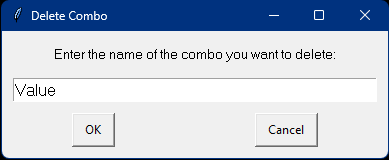 Delete Combo
Enter the name of the combo you want to delete:
Value
OK
Cancel